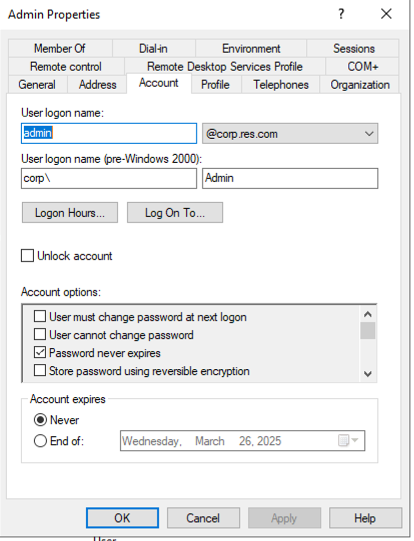 Admin Properties ? ×
Member Of Dial-in Environment Sessions
Remote control Remote Desktop Services Profile COM+
General Address Account Profile Telephones Organization
User logon name:
admin @corp.res.com
User logon name (pre-Windows 2000):
corp\ Admin
Logon Hours... Log On To...
Unlock account
Account options:
User must change password at next logon
User cannot change password
Password never expires
Store password using reversible encryption
Account expires
Never
End of: Wednesday, March 26, 2025
OK Cancel Apply Help
User